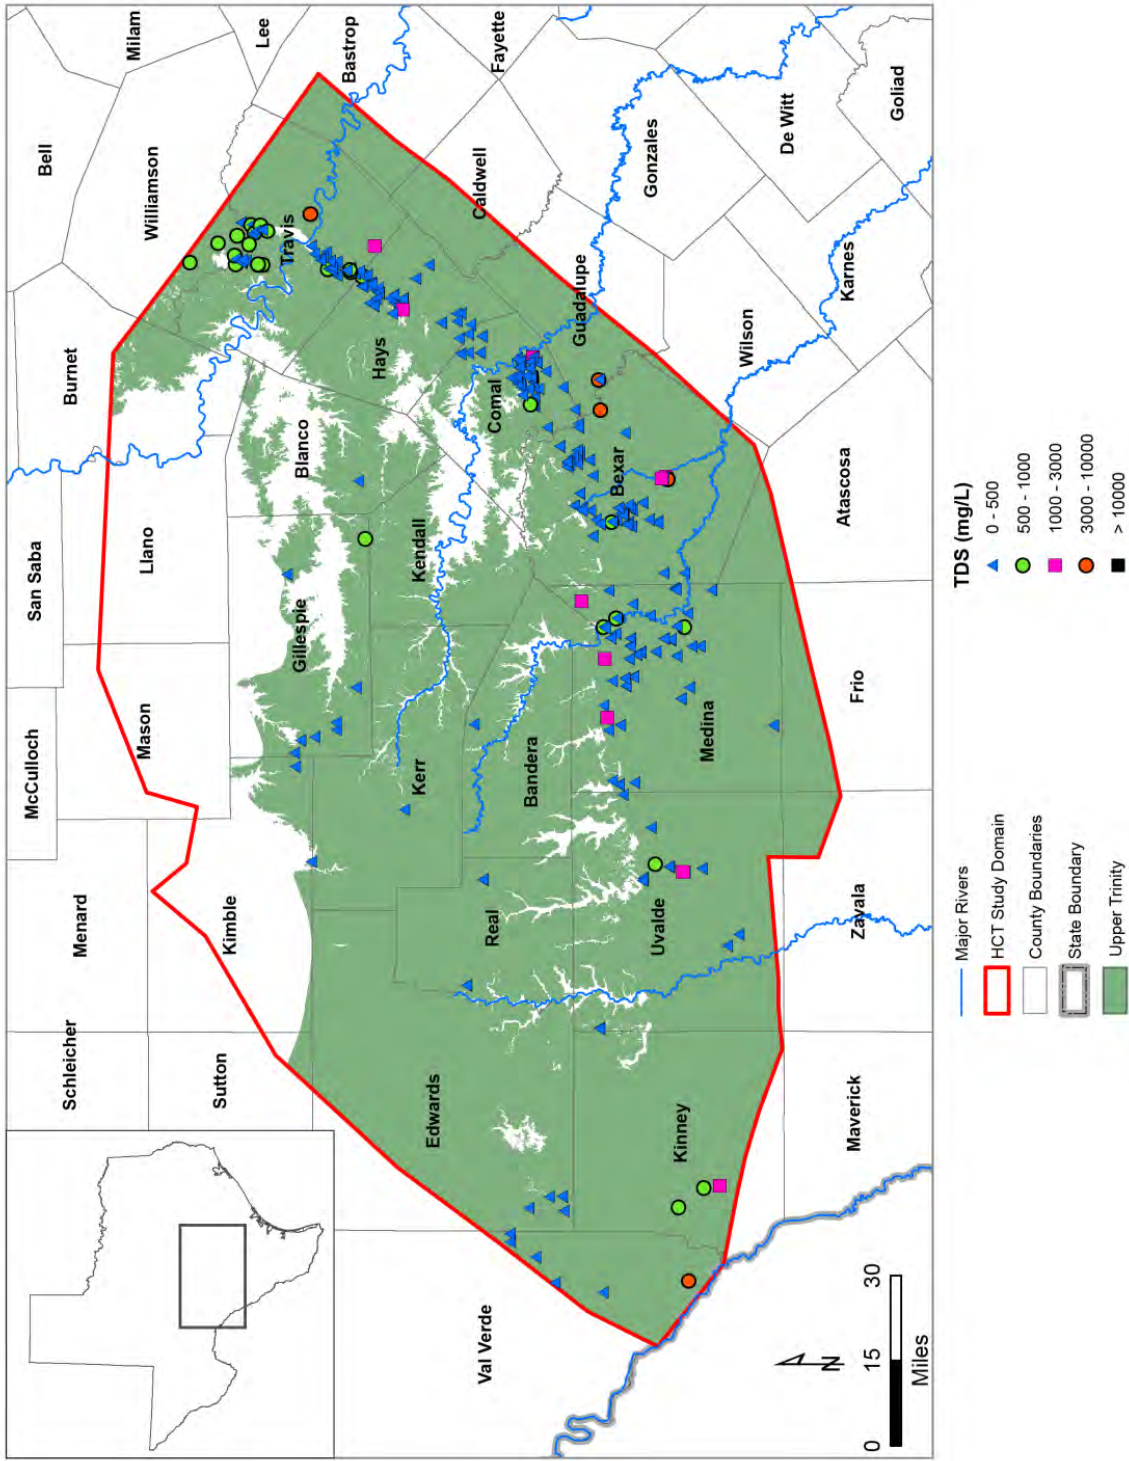 Bell
Milam
Lee
Williamson
Burnet
San Saba
McCulloch
Menard
Schleicher
Llano
Mason
Kimble
Sutton
Bastrop
Fayette
Travis
Hays
Blanco
Gillespie
Kendall
Kerr
Caldwell
Comal
Guadalupe
Gonzales
De Witt
Goliad
Karnes
Wilson
Bexar
Bandera
Real
Edwards
Val Verde
Medina
Uvalde
Kinney
Atascosa
Frio
Zavala
Maverick
N
0 15 30
Miles
Major Rivers
HCT Study Domain
County Boundaries
State Boundary
Upper Trinity
TDS (mg/L)
0 - 500
500 - 1000
1000 - 3000
3000 - 10000
> 10000